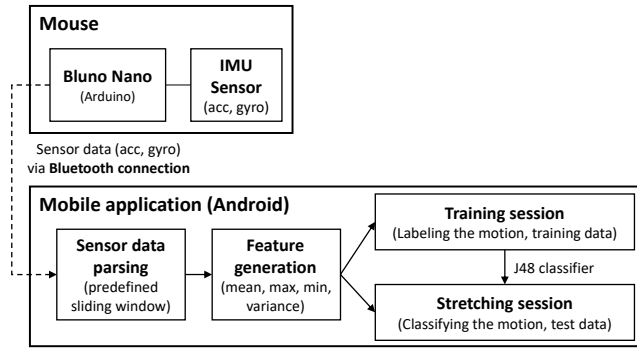 Mouse
Bluno Nano
(Arduino)
IMU
Sensor
(acc, gyro)
Sensor data (acc, gyro)
via Bluetooth connection
Mobile application (Android)
Sensor data
parsing
(predefined
sliding window)
Feature
generation
(mean, max, min,
variance)
Training session
(Labeling the motion, training data)
J48 classifier
Stretching session
(Classifying the motion, test data)